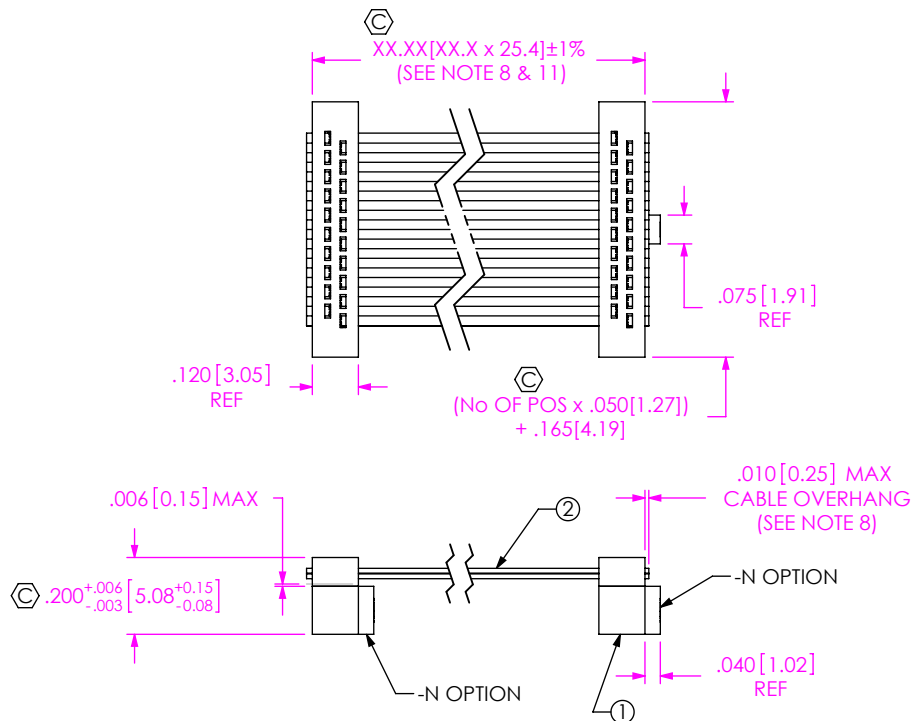 C
XX.XX[XX.X x 25.4]±1%
(SEE NOTE 8 & 11)
.075[1.91]
REF
.120[3.05]
REF
C
(No OF POS x .050[1.27])
+ .165[4.19]
.006[0.15] MAX
.010[0.25] MAX
CABLE OVERHANG
(SEE NOTE 8)
2
-N OPTION
C .200 +.006 -.003 [5.08 +0.15 -0.08]
.040[1.02]
REF
-N OPTION
1